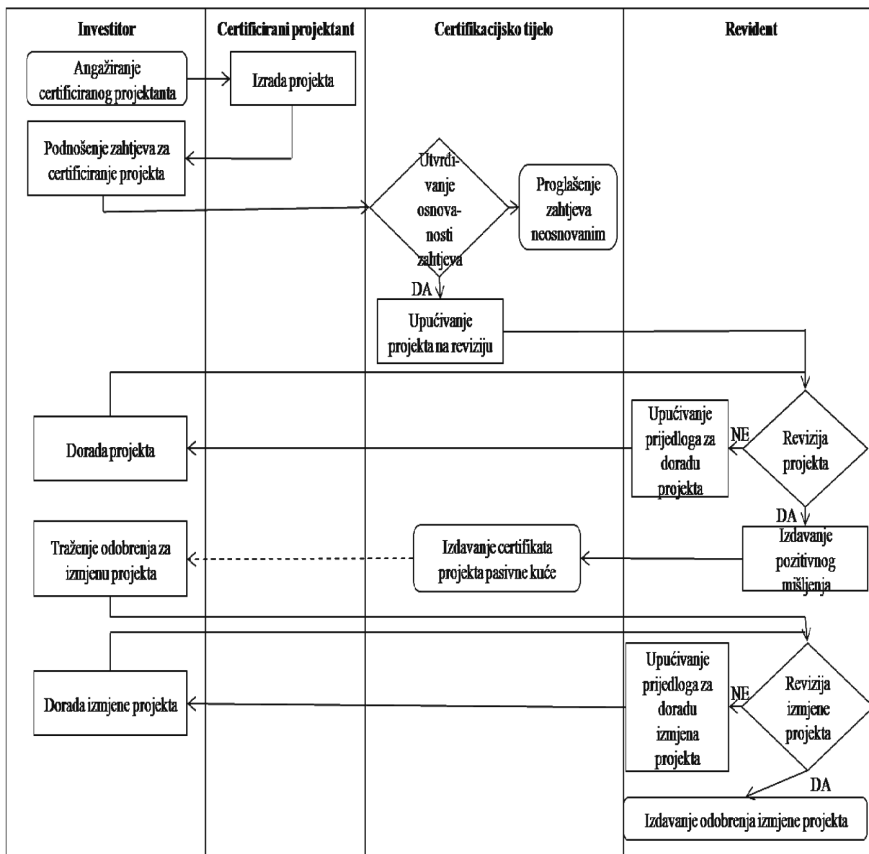 Investitor
Certificirani projektant
Certifikacijsko tijelo
Revident
Angažiranje
certificiranog projektanta
Izrada projekta
Podnošenje zahtjeva za
certificiranje projekta
Utvrđi-
vanje
osnova-
nosti
zahtjeva
Proglašenje
zahtjeva
neosnovanim
DA
Upućivanje
projekta na reviziju
Dorada projekta
Upućivanje
prijedloga za
doradu
projekta
NE
Revizija
projekta
DA
Traženje odobrenja za
izmjenu projekta
Izdavanje certifikata
projekta pasivne kuće
Izdavanje
pozitivnog
mišljenja
Dorada izmjene projekta
Upućivanje
prijedloga za
doradu
izmjena
projekta
NE
Revizija
izmjene
projekta
DA
Izdavanje odobrenja izmjene projekta